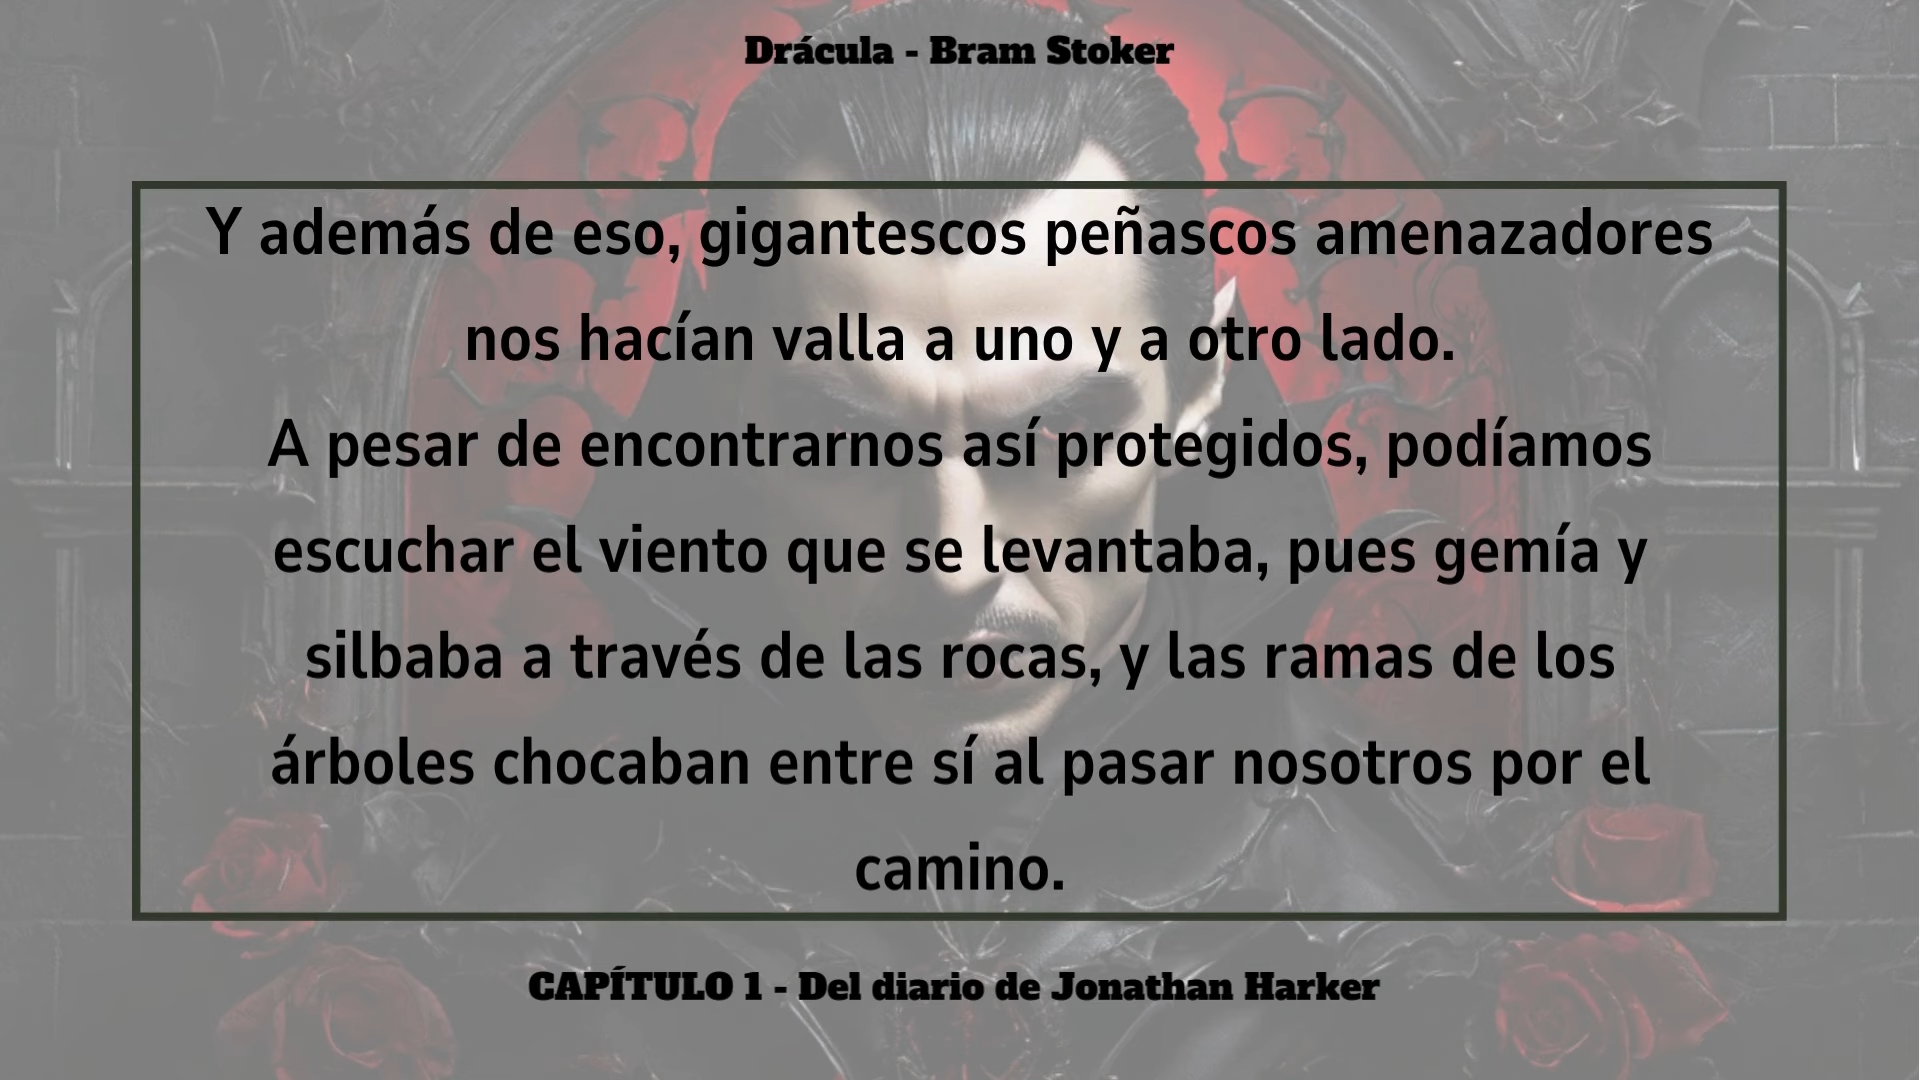 Drácula - Bram Stoker
Y además de eso, gigantescos peñascos amenazadores
nos hacían valla a uno y a otro lado.
A pesar de encontrarnos así protegidos, podíamos
escuchar el viento que se levantaba, pues gemía y
silbaba a través de las rocas, y las ramas de los
árboles chocaban entre sí al pasar nosotros por el
camino.
CAPÍTULO 1 - Del diario de Jonathan Harker